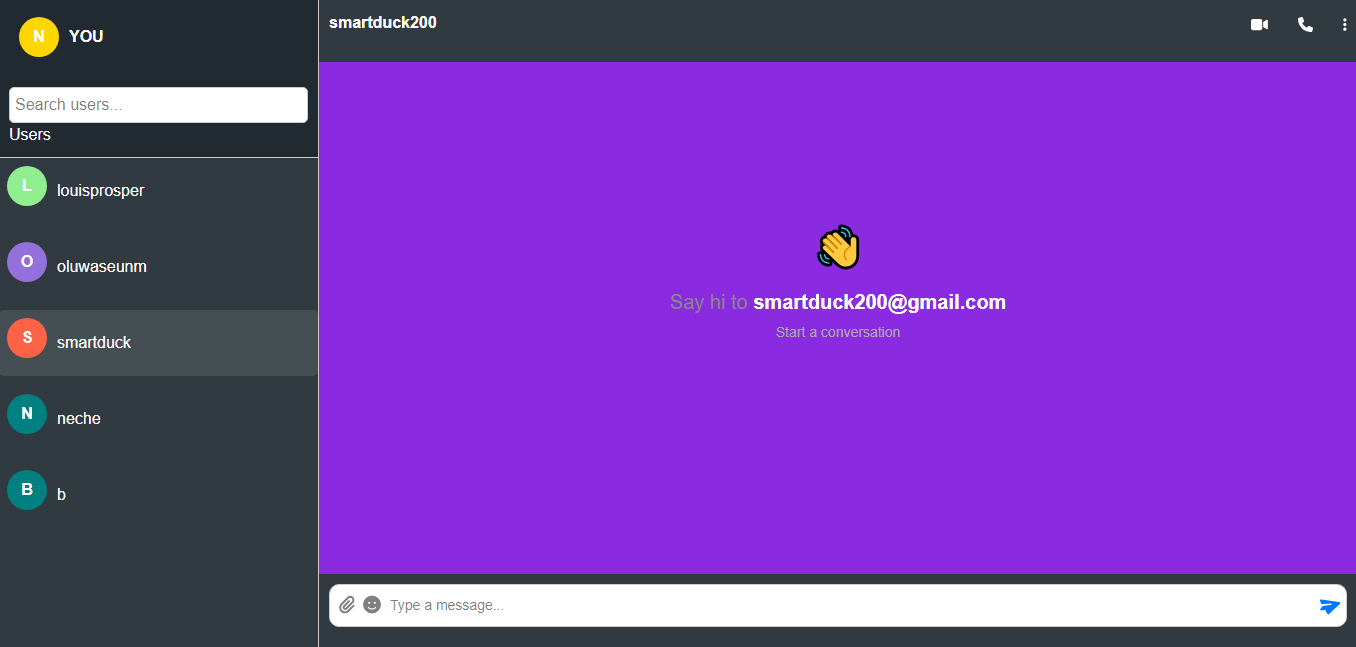 N YOU
Search users...
Users
L louisprosper
O oluwaseunm
S smartduck
N neche
B b
smartduck200
Say hi to smartduck200@gmail.com
Start a conversation
Type a message...